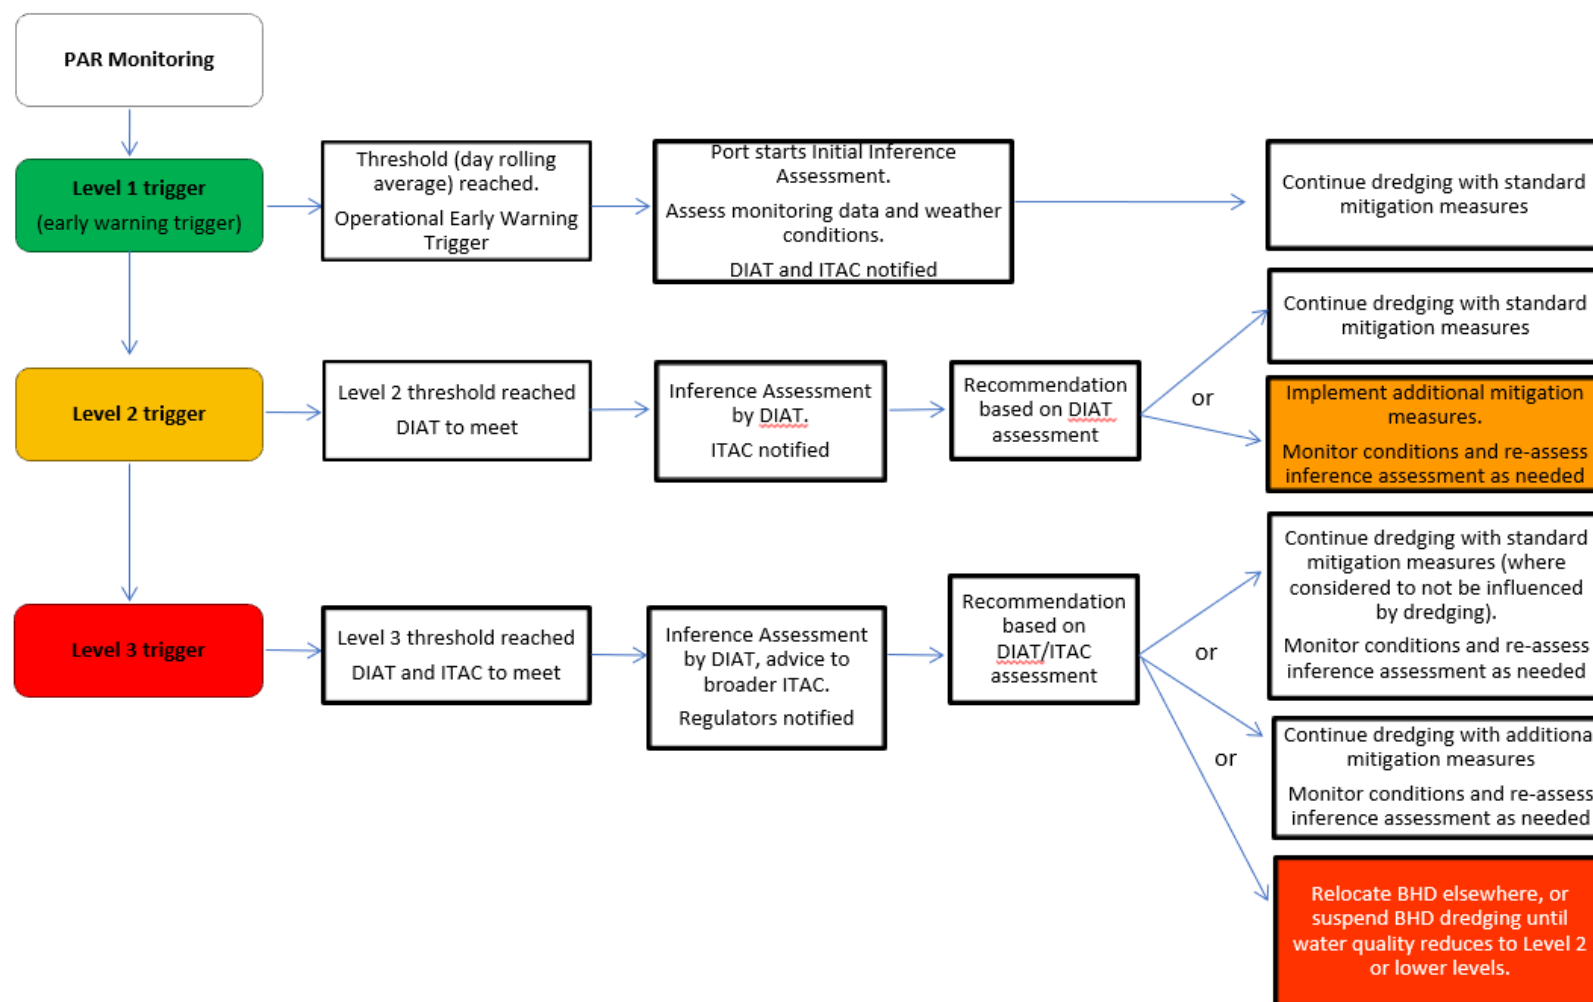 PAR Monitoring
Level 1 trigger
(early warning trigger)
Threshold (day rolling
average) reached.
Operational Early Warning
Trigger
Port starts Initial Inference
Assessment.
Assess monitoring data and weather
conditions.
DIAT and ITAC notified
Continue dredging with standard
mitigation measures
Level 2 trigger
Level 2 threshold reached
DIAT to meet
Inference Assessment
by DIAT.
ITAC notified
Recommendation
based on DIAT
assessment
or
Continue dredging with standard
mitigation measures
Implement additional mitigation
measures.
Monitor conditions and re-assess
inference assessment as needed
Level 3 trigger
Level 3 threshold reached
DIAT and ITAC to meet
Inference Assessment
by DIAT, advice to
broader ITAC.
Regulators notified
Recommendation
based on
DIAT/ITAC
assessment
or
or
Continue dredging with standard
mitigation measures (where
considered to not be influenced
by dredging).
Monitor conditions and re-assess
inference assessment as needed
Continue dredging with additiona
mitigation measures
Monitor conditions and re-assess
inference assessment as needed
Relocate BHD elsewhere, or
suspend BHD dredging until
water quality reduces to Level 2
or lower levels.